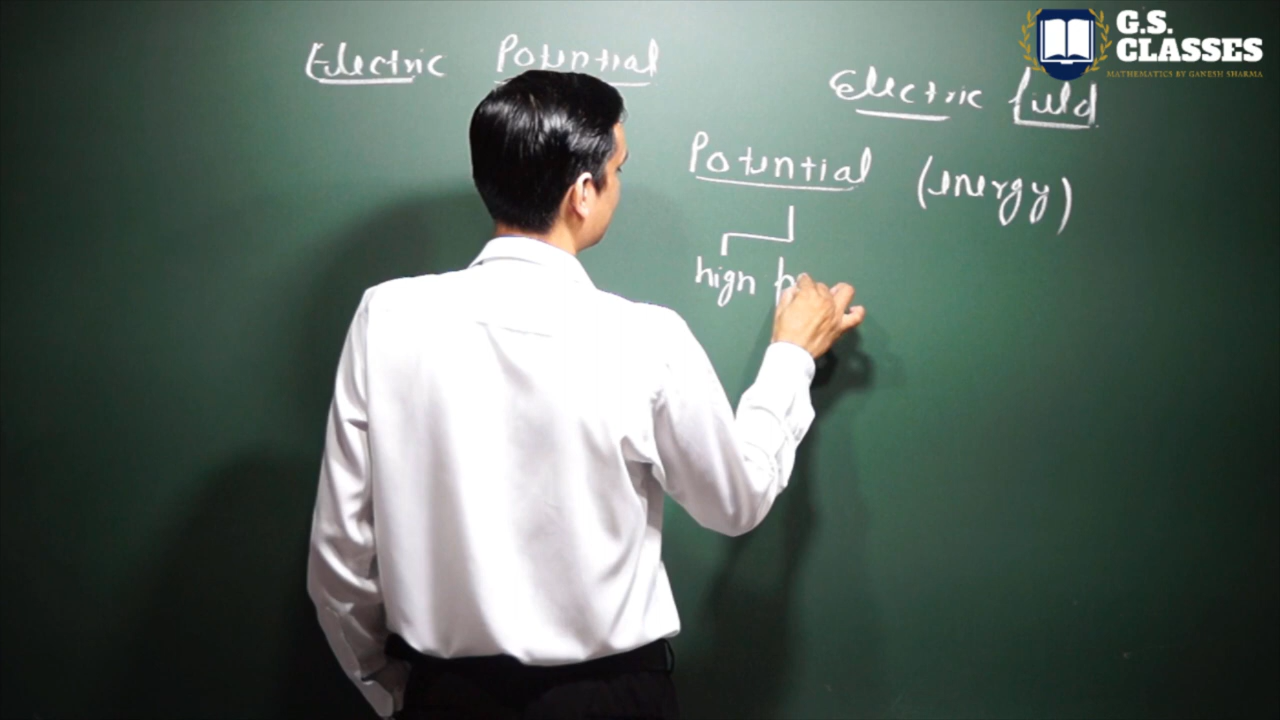 Electric Potential
Electric field
Potential (energy)
high
G.S.
CLASSES
MATHEMATICS BY GANESH SHARMA